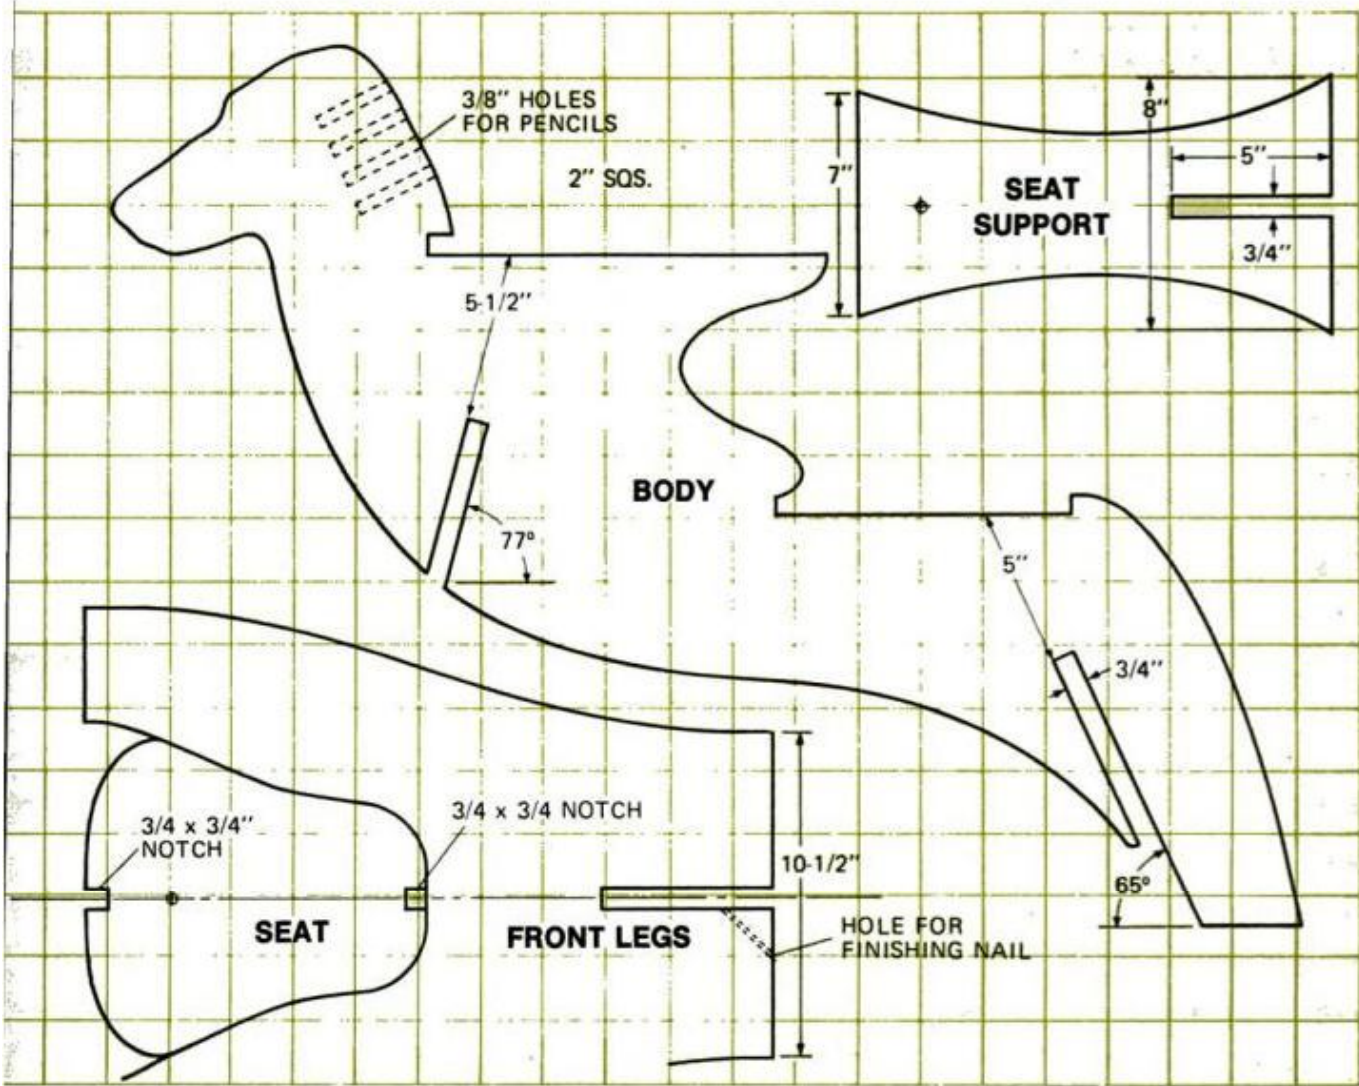 3/8" HOLES
FOR PENCILS
2" SQS.
8"
5"
7"
SEAT
SUPPORT
3/4"
5-1/2"
BODY
77º
5"
3/4"
3/4 x 3/4"
NOTCH
3/4 x 3/4 NOTCH
10-1/2"
65º
SEAT
FRONT LEGS
HOLE FOR
FINISHING NAIL